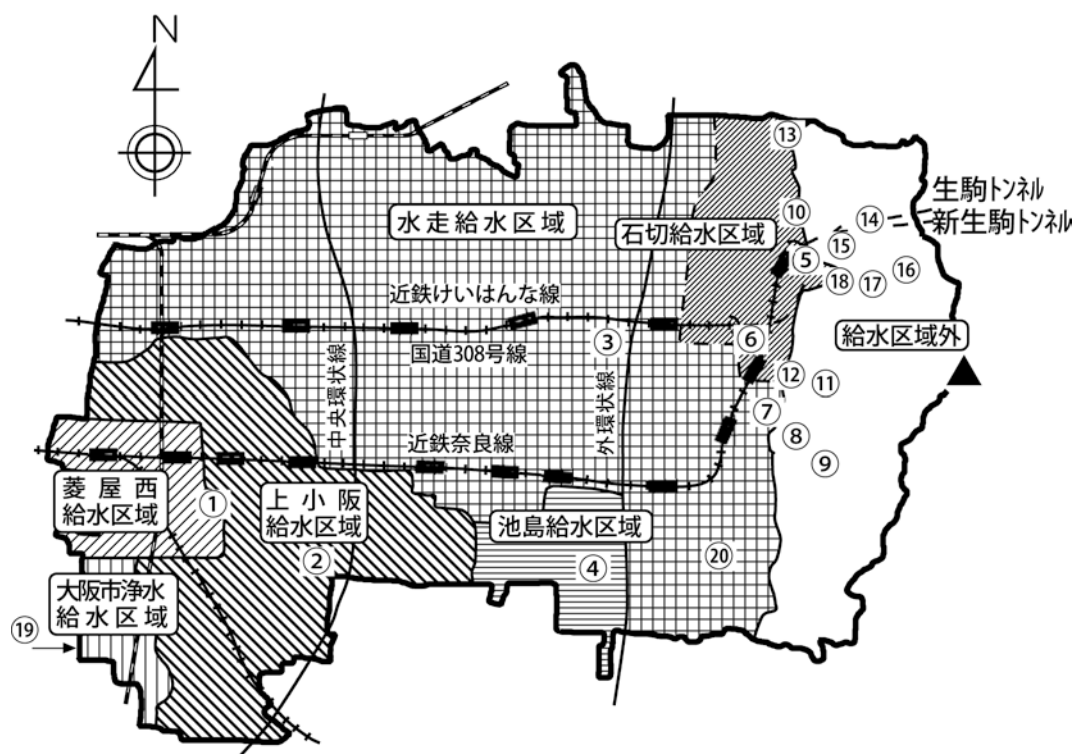 N
⑬
生駒トンネル
新生駒トンネル
⑩
⑭
水走給水区域
石切給水区域
⑮
⑤
⑯
⑱
⑰
近鉄けいはんな線
③
⑥
給水区域外
国道308号線
中央環状線
外環状線
⑫
⑪
⑦
近鉄奈良線
⑧
⑨
菱屋西
給水区域
①
上小阪
給水区域
池島給水区域
②
④
⑳
大阪市浄水
給水区域
⑲